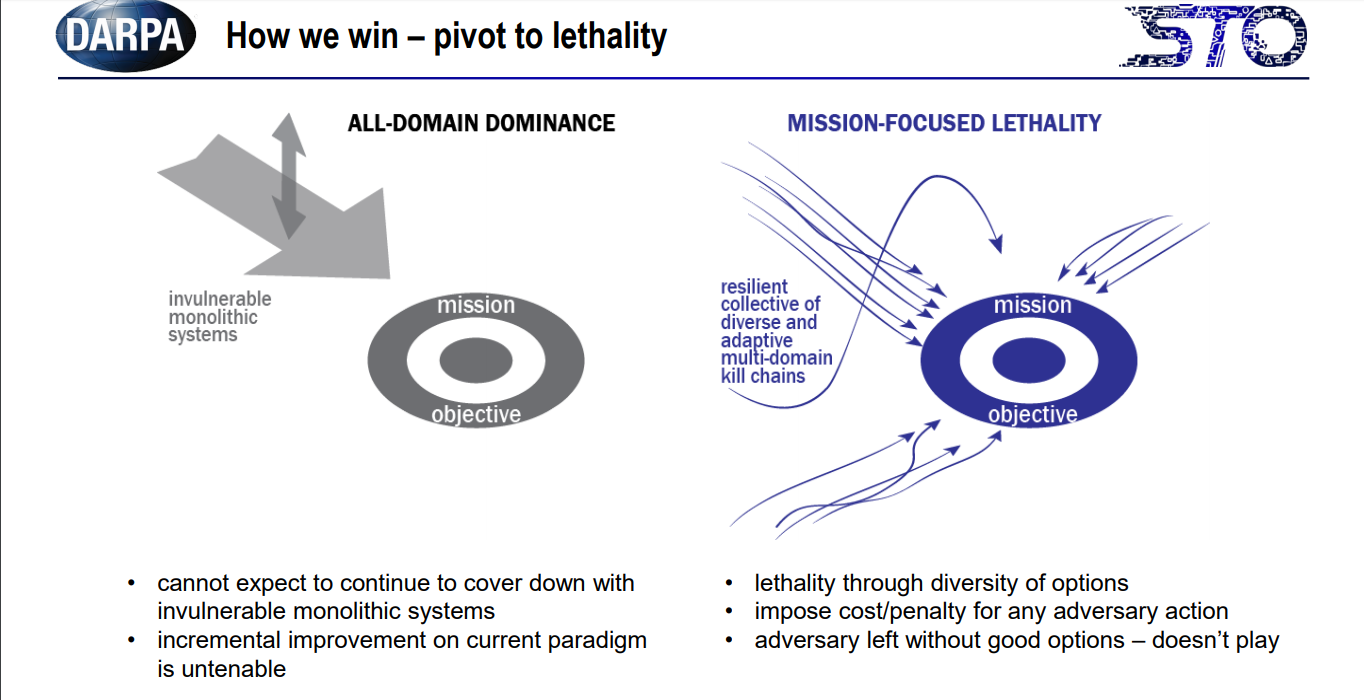 DARPA
How we win – pivot to lethality
STO
ALL-DOMAIN DOMINANCE
invulnerable
monolithic
systems
mission
objective
• cannot expect to continue to cover down with
invulnerable monolithic systems
• incremental improvement on current paradigm
is untenable
MISSION-FOCUSED LETHALITY
resilient
collective of
diverse and
adaptive
multi-domain
kill chains
mission
objective
• lethality through diversity of options
• impose cost/penalty for any adversary action
• adversary left without good options – doesn’t play